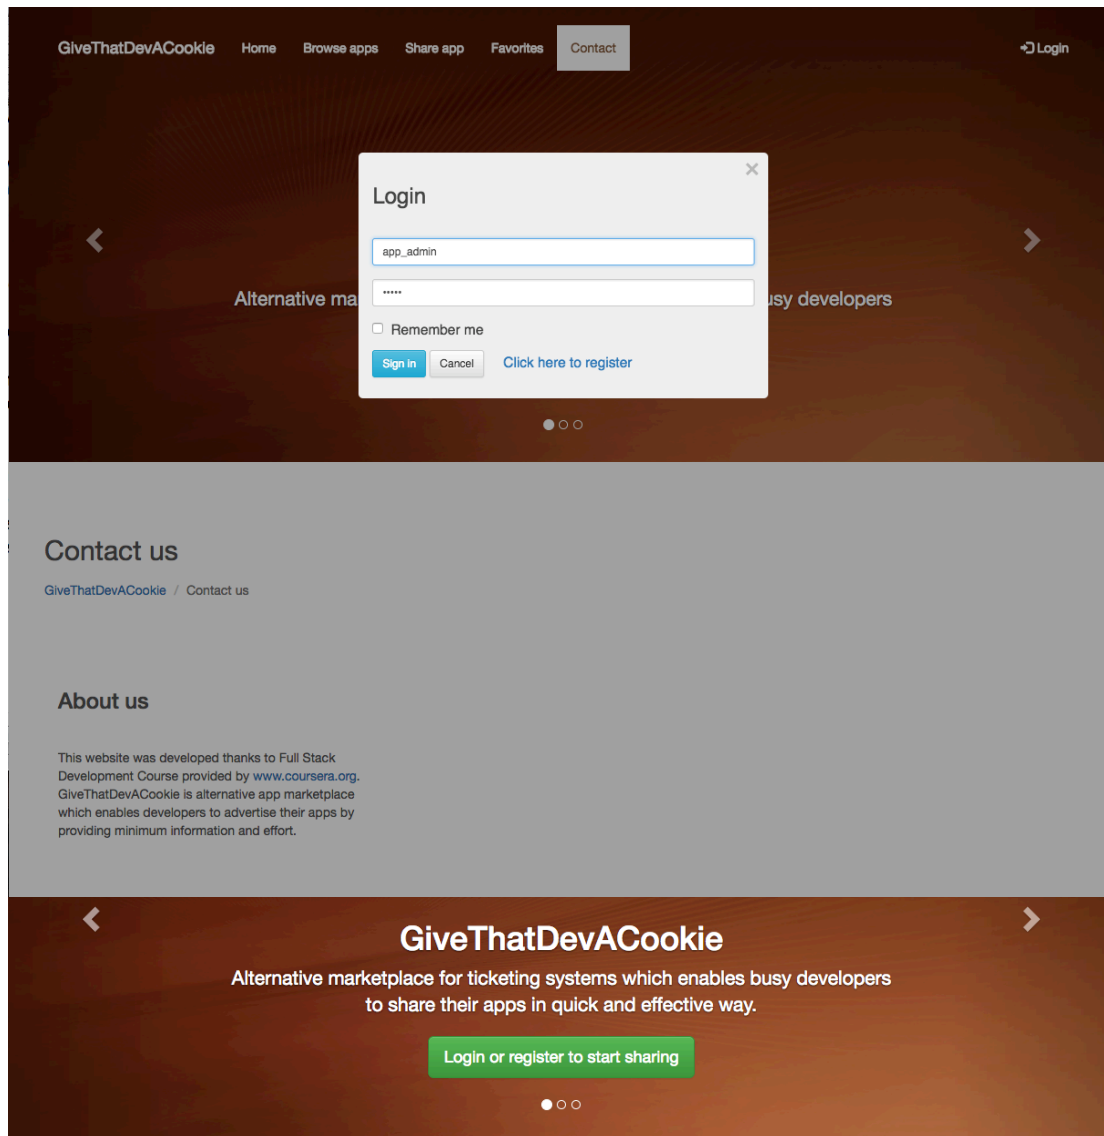 GiveThatDevACookie Home Browse apps Share app Favorites Contact Login
Login
app_admin
•••••
Alternative ma
usy developers
Remember me
Sign in Cancel Click here to register
Contact us
GiveThatDevACookie / Contact us
About us
This website was developed thanks to Full Stack
Development Course provided by www.coursera.org.
GiveThatDevACookie is alternative app marketplace
which enables developers to advertise their apps by
providing minimum information and effort.
GiveThatDevACookie
Alternative marketplace for ticketing systems which enables busy developers
to share their apps in quick and effective way.
Login or register to start sharing